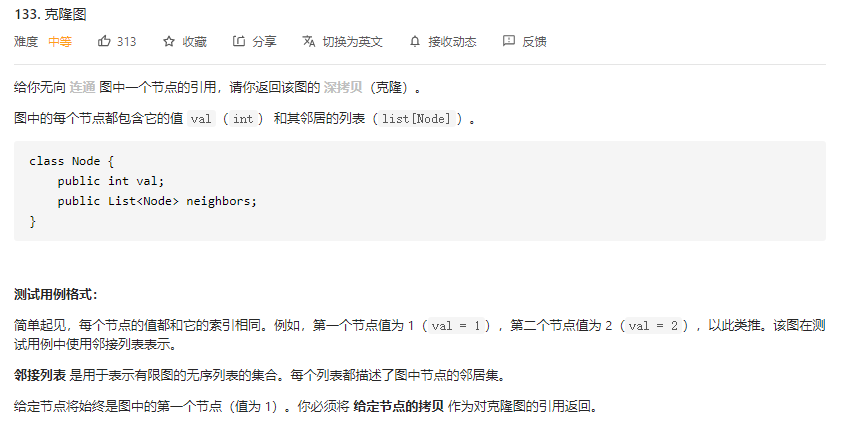 133. 克隆图
难度 中等 313 收藏 分享 切换为英文 接收动态 反馈
给你无向 连通 图中一个节点的引用，请你返回该图的 深拷贝（克隆）。
图中的每个节点都包含它的值 val（int） 和其邻居的列表（list[Node]）。
class Node {
    public int val;
    public List<Node> neighbors;
}
测试用例格式：
简单起见，每个节点的值都和它的索引相同。例如，第一个节点值为 1（val = 1），第二个节点值为 2（val = 2），以此类推。该图在测
试用例中使用邻接列表表示。
邻接列表 是用于表示有限图的无序列表的集合。每个列表都描述了图中节点的邻居集。
给定节点将始终是图中的第一个节点（值为 1）。你必须将 给定节点的拷贝 作为对克隆图的引用返回。